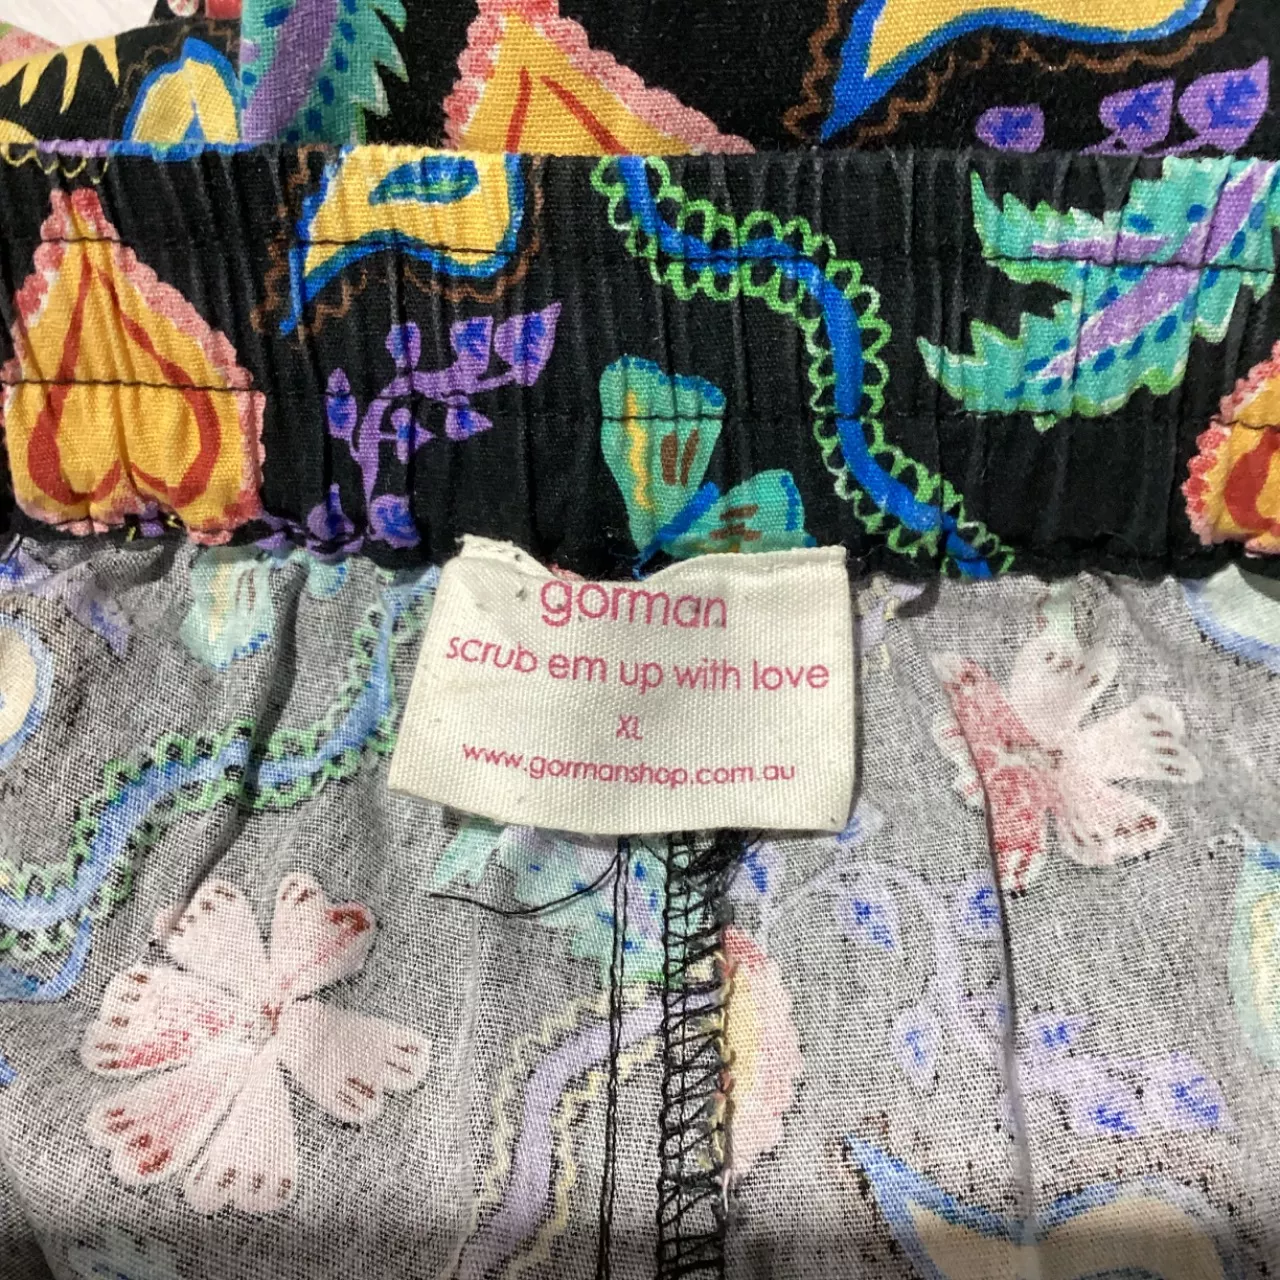 gorman
scrub em up with love
XL
www.gormanshop.com.au